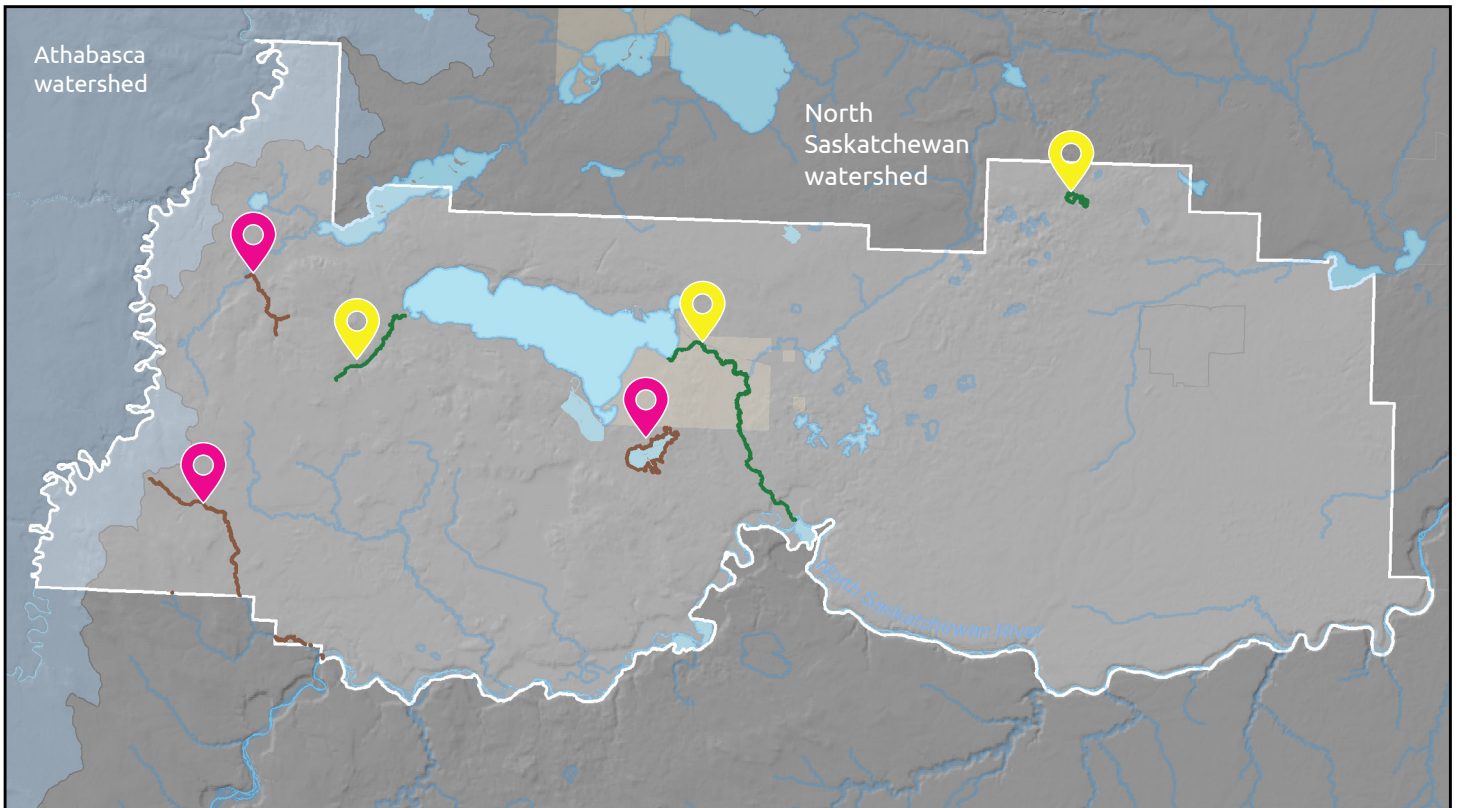 Athabasca
watershed
North
Saskatchewan
watershed
North Saskatchewan River